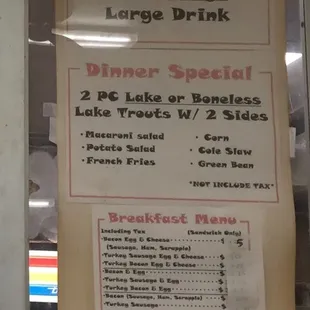 Large Drink
Dinner Special
2 PC Lake or Boneless
Lake Trouts W/ 2 Sides
• Macaroni salad
• Potato Salad
• French Fries
• Corn
• Cole Slaw
• Green Bean
*NOT INCLUDE TAX*
Breakfast Menu
Including Tax (Sandwich Only)
• Bacon Egg & Cheese
(Sausage, Ham, Scrapple)
• Turkey Sausage Egg & Cheese
• Turkey Bacon Egg & Cheese
• Bacon & Egg
• Turkey Sausage & Egg
• Turkey Bacon & Egg
• Bacon (Sausage, Ham, Scrapple)
• Turkey Sausage